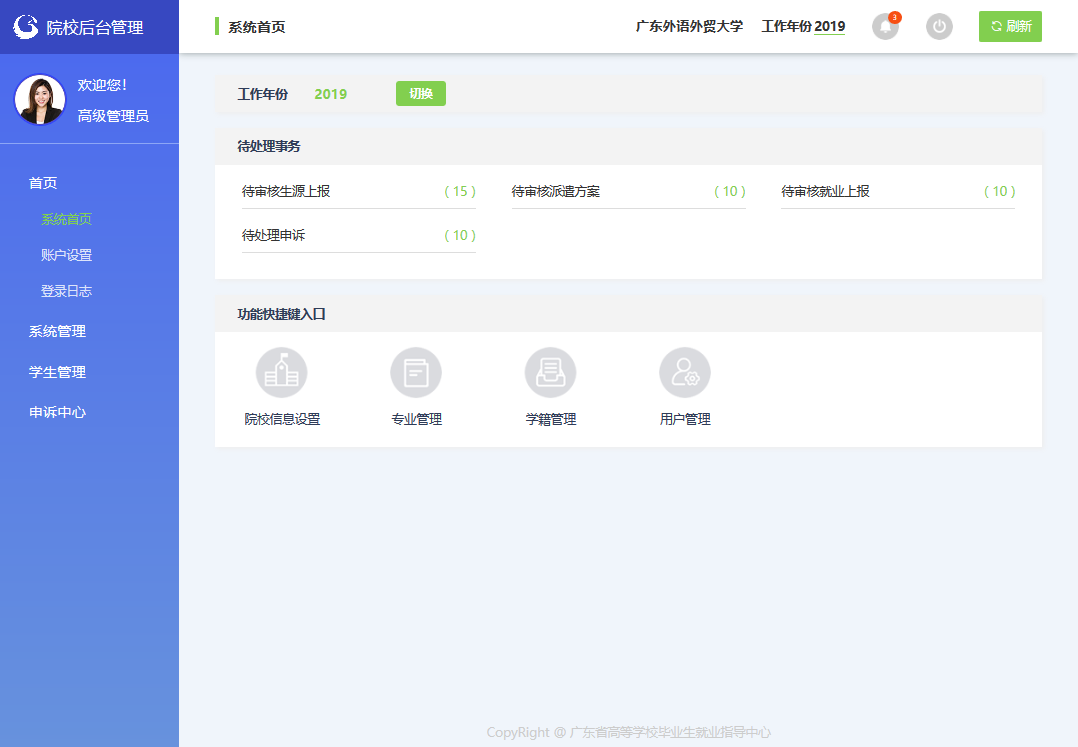 院校后台管理
系统首页
广东外语外贸大学 工作年份2019
3
刷新
欢迎您!
高级管理员
首页
系统首页
账户设置
登录日志
系统管理
学生管理
申诉中心
工作年份 2019 切换
待处理事务
待审核生源上报 ( 15 ) 待审核派遣方案 ( 10 ) 待审核就业上报 ( 10 )
待处理申诉 ( 10 )
功能快捷键入口
院校信息设置 专业管理 学籍管理 用户管理
CopyRight @ 广东省高等学校毕业生就业指导中心